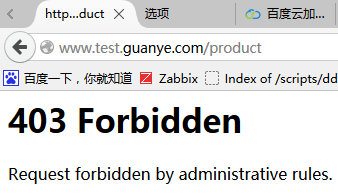 http...duct 选项 百度云加...
www.test.guanye.com/product
百度一下，你就知道 Zabbix Index of /scripts/dd
403 Forbidden
Request forbidden by administrative rules.